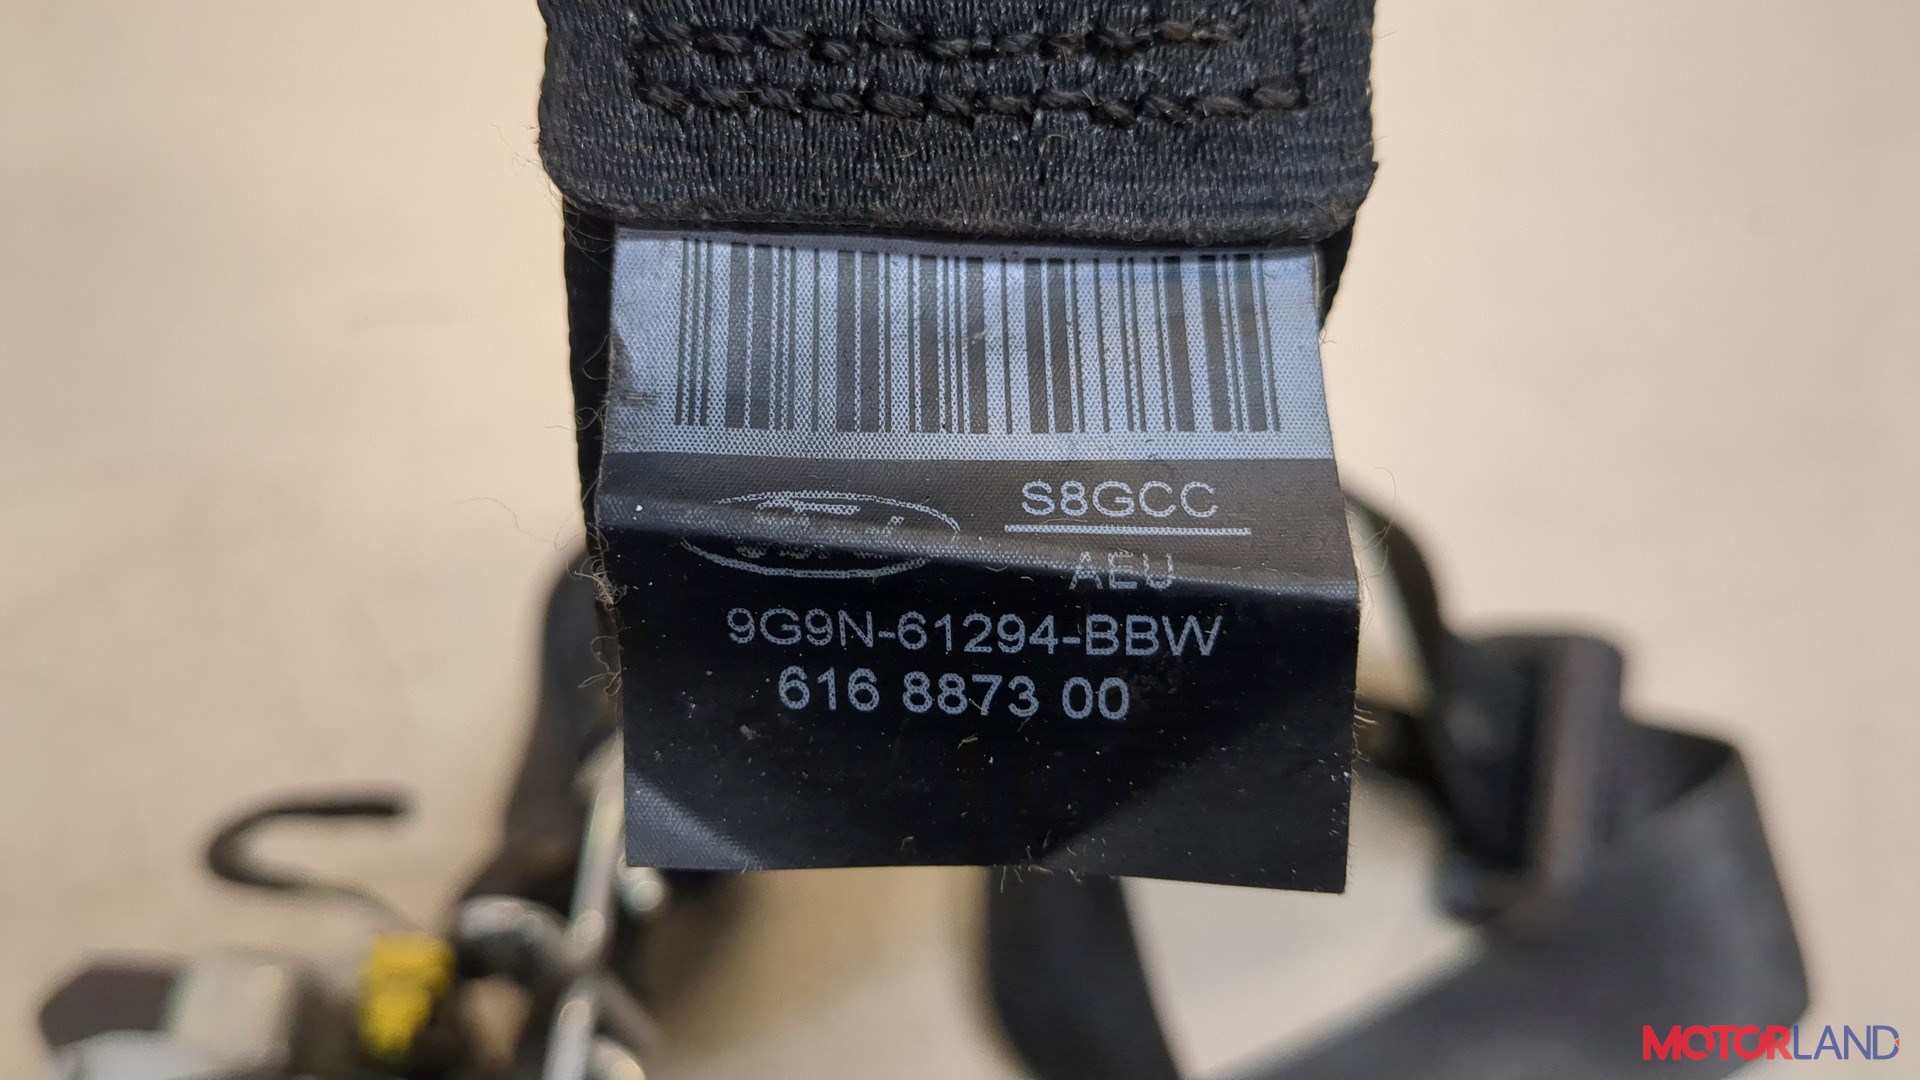 S8GCC
AEU
9G9N-61294-BBW
616 8873 00
MOTORLAND